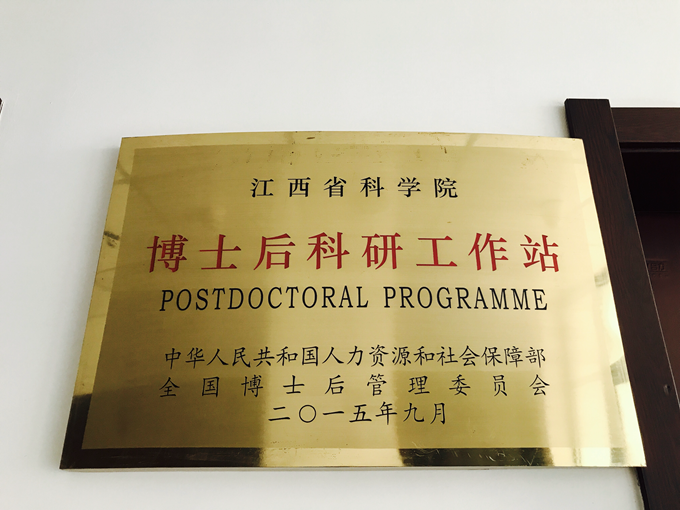 江西省科学院
博士后科研工作站
POSTDOCTORAL PROGRAMME
中华人民共和国人力资源和社会保障部
全国博士后管理委员会
二〇一五年九月